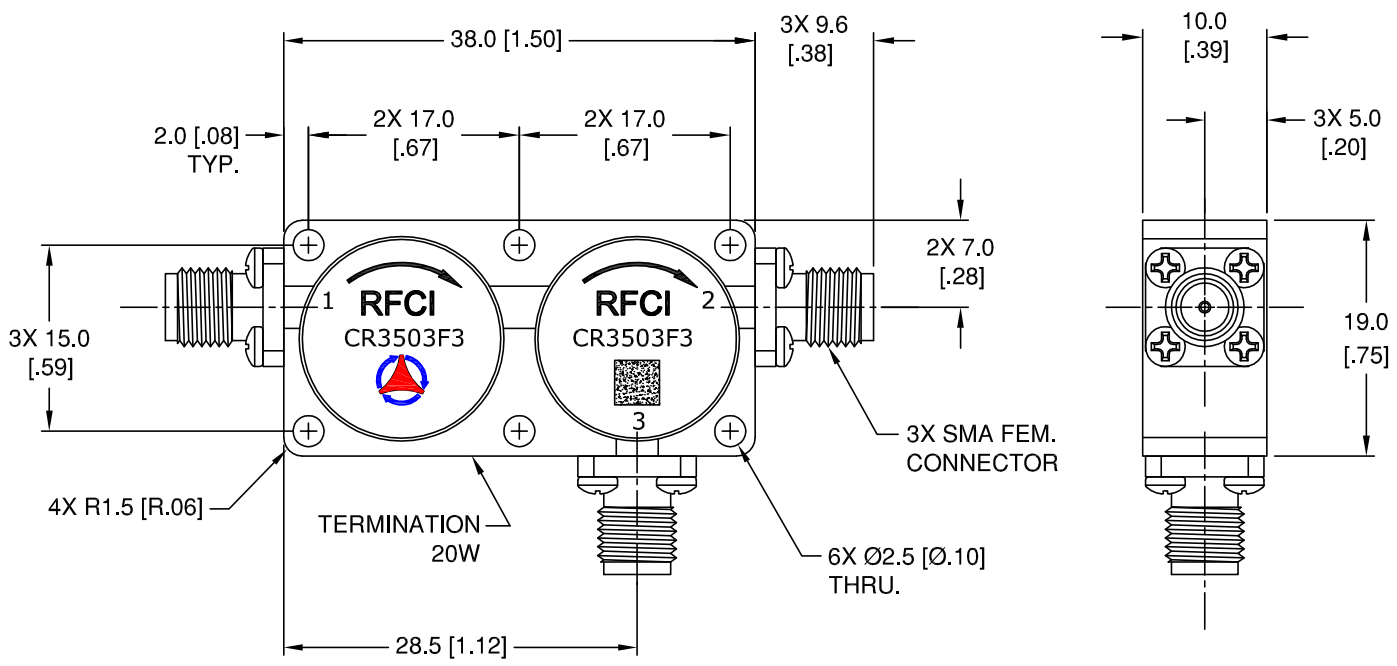 38.0 [1.50]
3X 9.6
[.38]
10.0
[.39]
2.0 [.08]
TYP.
2X 17.0
[.67]
2X 17.0
[.67]
3X 5.0
[.20]
2X 7.0
[.28]
3X 15.0
[.59]
1
RFCI
CR3503F3
RFCI
2
CR3503F3
3
19.0
[.75]
3X SMA FEM.
CONNECTOR
4X R1.5 [R.06]
TERMINATION
20W
6X Ø2.5 [Ø.10]
THRU.
28.5 [1.12]